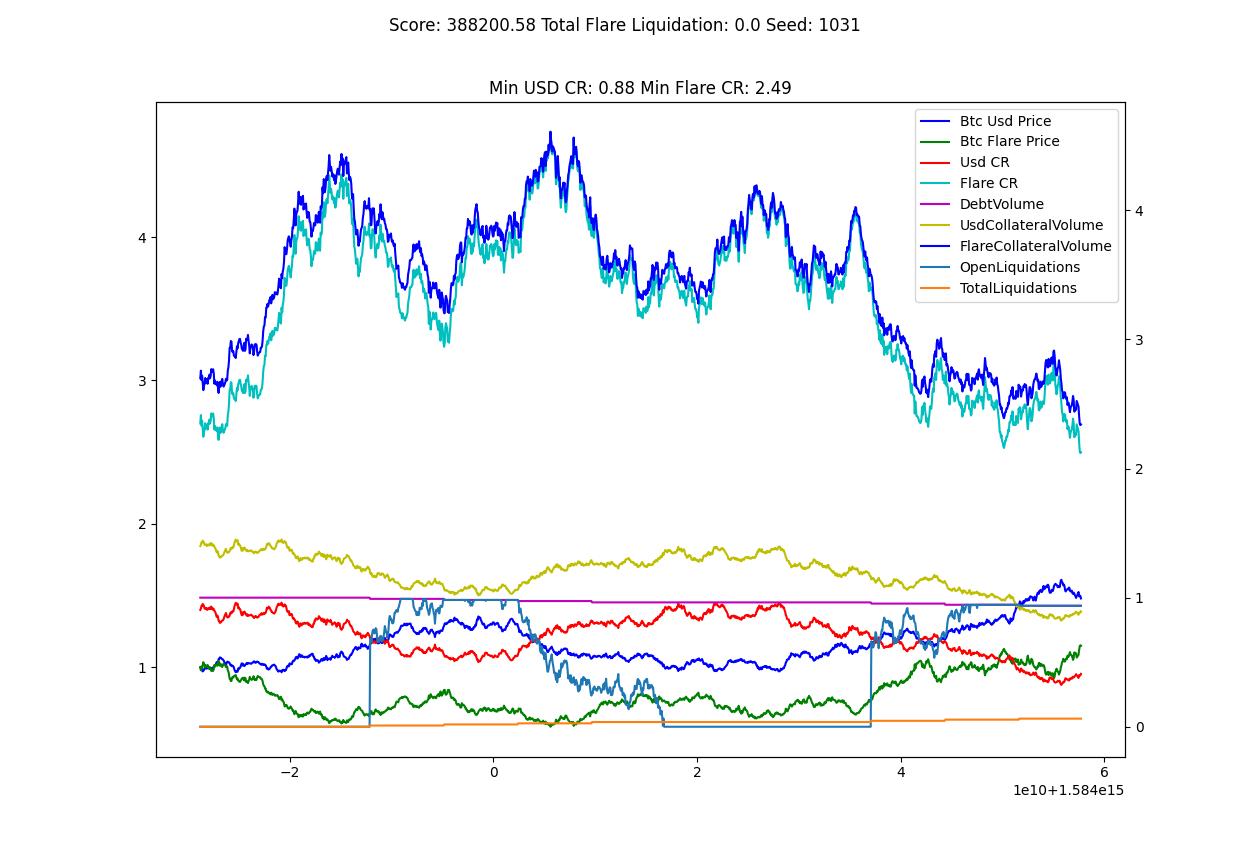 Score: 388200.58 Total Flare Liquidation: 0.0 Seed: 1031
Min USD CR: 0.88 Min Flare CR: 2.49
Btc Usd Price
Btc Flare Price
Usd CR
Flare CR
DebtVolume
UsdCollateralVolume
FlareCollateralVolume
OpenLiquidations
TotalLiquidations
4
3
2
1
4
3
2
1
0
−2 0 2 4 6
1e10+1.584e15